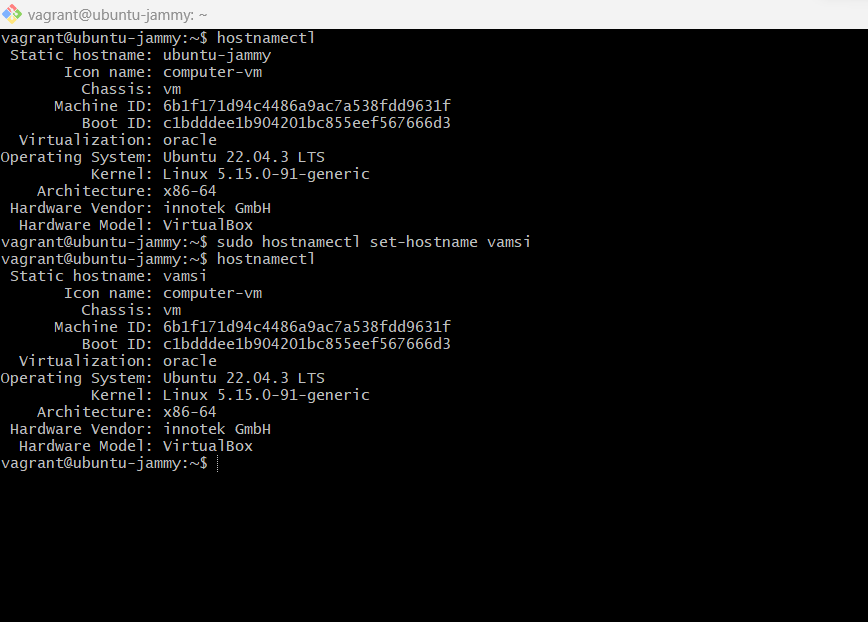 vagrant@ubuntu-jammy: ~
vagrant@ubuntu-jammy:~$ hostnamectl
 Static hostname: ubuntu-jammy
       Icon name: computer-vm
         Chassis: vm
      Machine ID: 6b1f171d94c4486a9ac7a538fdd9631f
         Boot ID: c1bdddee1b904201bc855eef567666d3
  Virtualization: oracle
Operating System: Ubuntu 22.04.3 LTS
          Kernel: Linux 5.15.0-91-generic
    Architecture: x86-64
 Hardware Vendor: innotek GmbH
  Hardware Model: VirtualBox
vagrant@ubuntu-jammy:~$ sudo hostnamectl set-hostname vamsi
vagrant@ubuntu-jammy:~$ hostnamectl
 Static hostname: vamsi
       Icon name: computer-vm
         Chassis: vm
      Machine ID: 6b1f171d94c4486a9ac7a538fdd9631f
         Boot ID: c1bdddee1b904201bc855eef567666d3
  Virtualization: oracle
Operating System: Ubuntu 22.04.3 LTS
          Kernel: Linux 5.15.0-91-generic
    Architecture: x86-64
 Hardware Vendor: innotek GmbH
  Hardware Model: VirtualBox
vagrant@ubuntu-jammy:~$